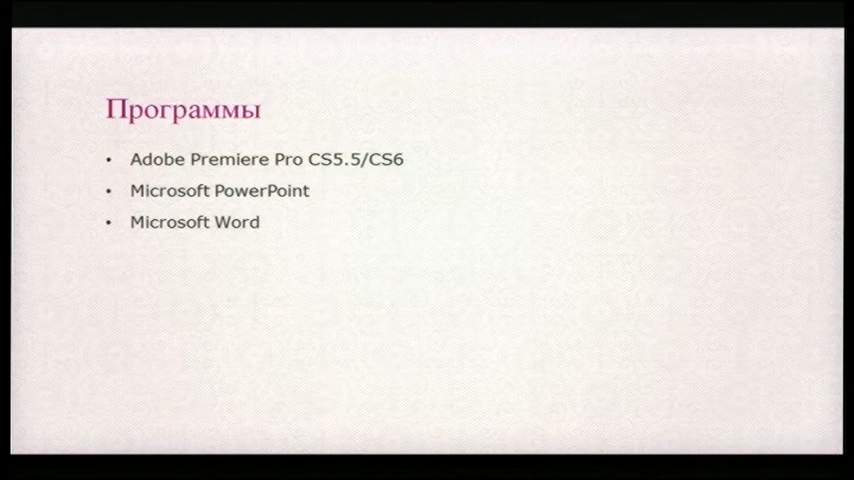 Программы
• Adobe Premiere Pro CS5.5/CS6
• Microsoft PowerPoint
• Microsoft Word